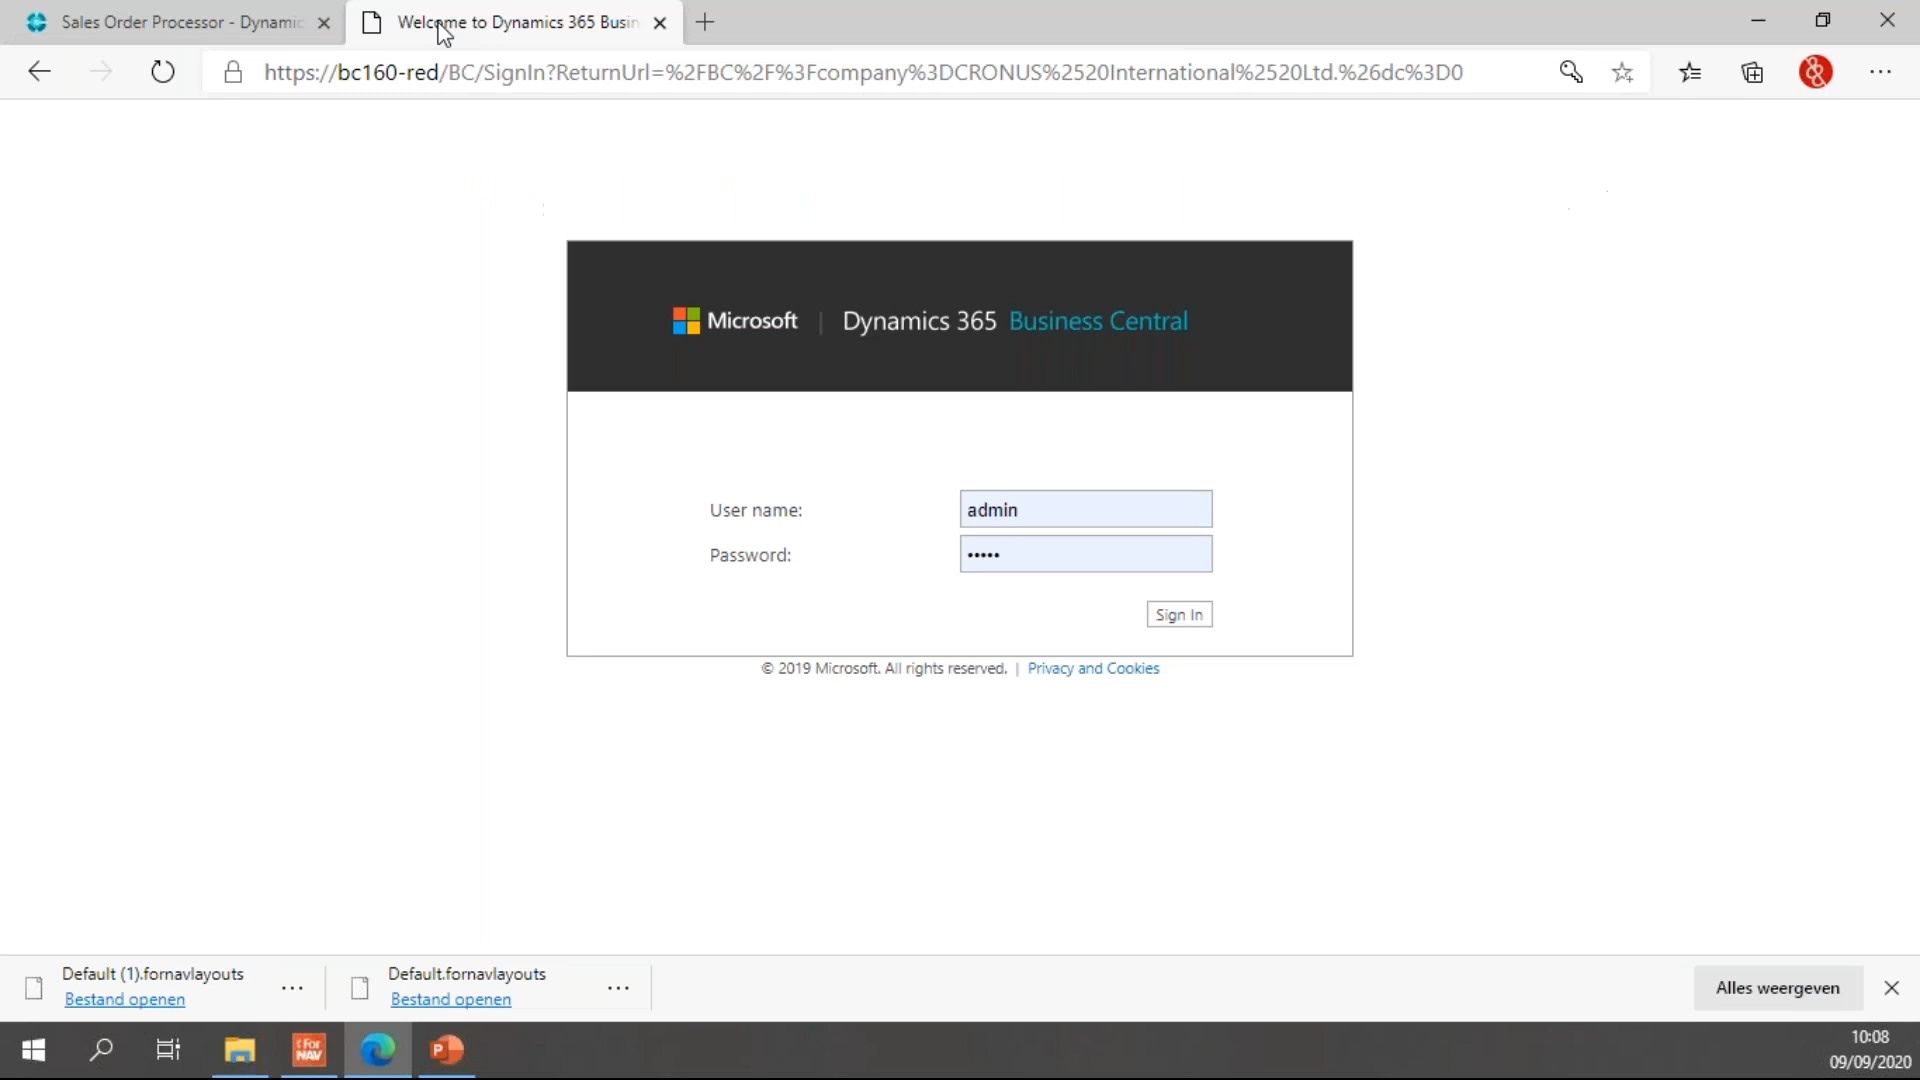 Sales Order Processor - Dynamic
Welcome to Dynamics 365 Busin
https://bc160-red/BC/SignIn?ReturnUrl=%2FBC%2F%3Fcompany%3DCRONUS%2520International%2520Ltd.%26dc%3D0
Microsoft | Dynamics 365 Business Central
User name: admin
Password: •••••
Sign In
© 2019 Microsoft. All rights reserved. | Privacy and Cookies
Default (1).fornavlayouts
Bestand openen
Default.fornavlayouts
Bestand openen
Alles weergeven
For
NAV
P
10:08
09/09/2020